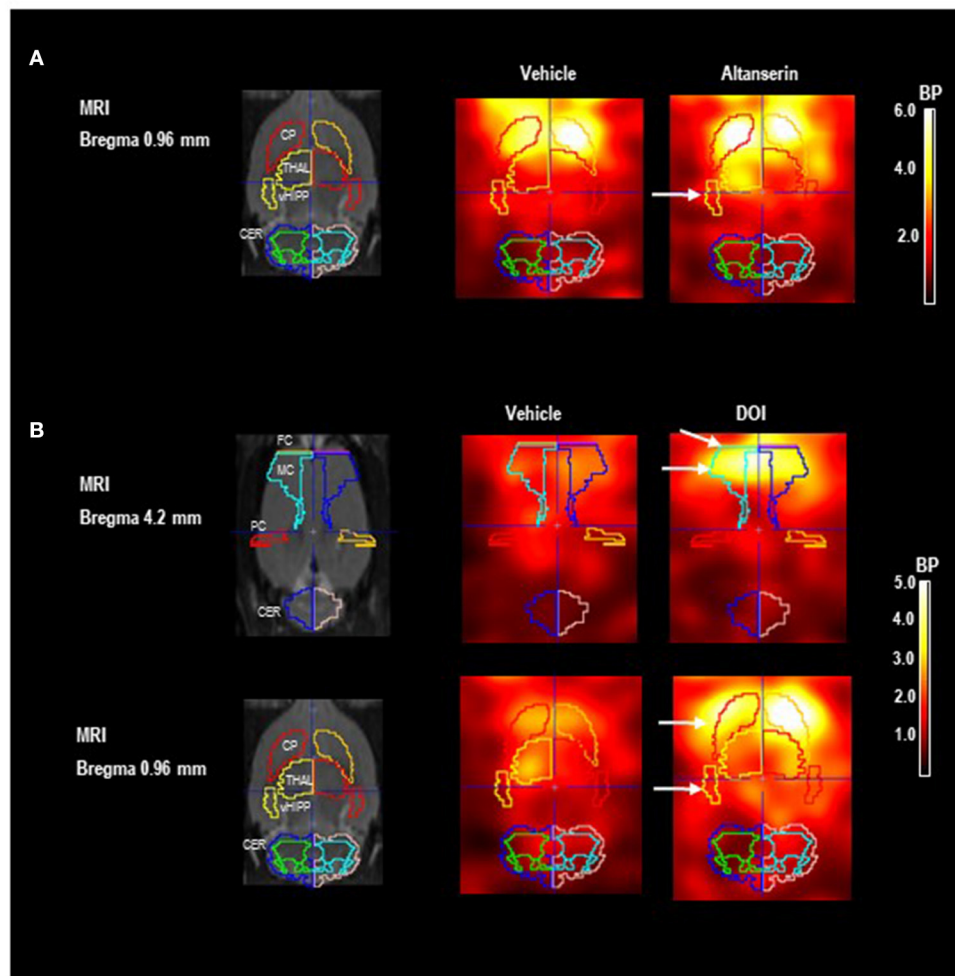 A
Vehicle
Altanserin
BP
MRI
Bregma 0.96 mm
CP
THAL
vHIPP
CER
6.0
4.0
2.0
B
Vehicle
DOI
MRI
Bregma 4.2 mm
FC
MC
PC
CER
BP
5.0
4.0
3.0
2.0
1.0
MRI
Bregma 0.96 mm
CP
THAL
vHIPP
CER